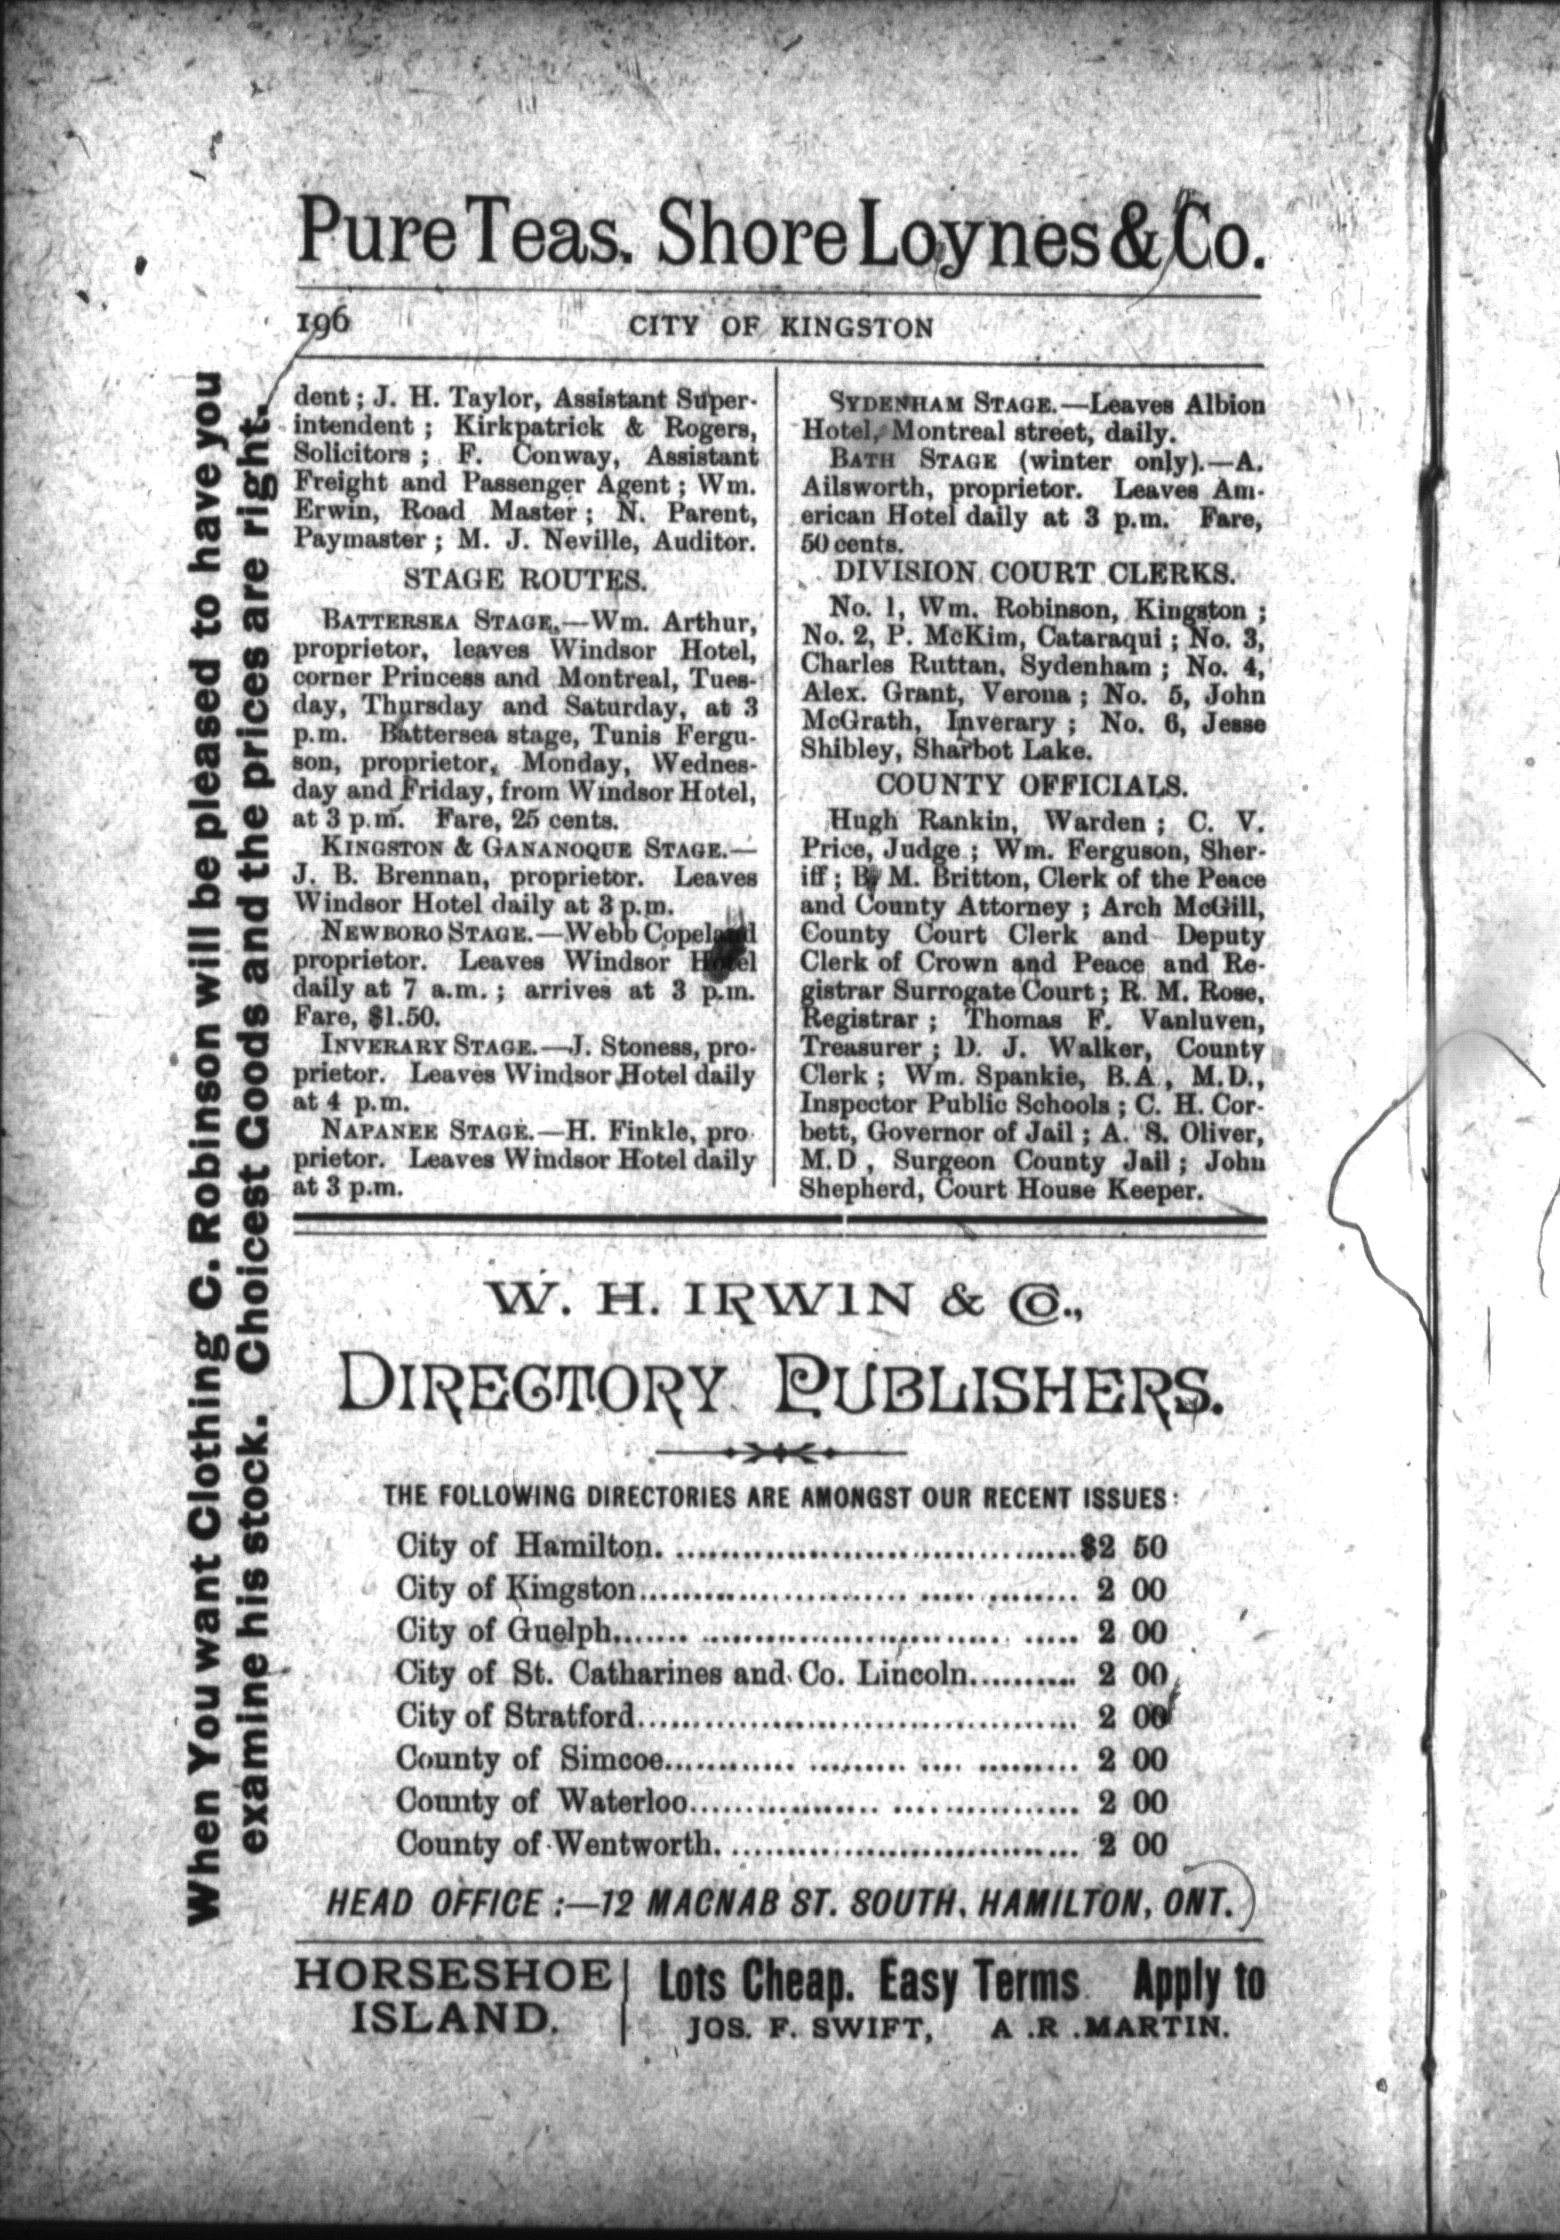 Pure Teas. Shore Loynes & Co.
196
CITY OF KINGSTON
dent; J. H. Taylor, Assistant Super-
intendent; Kirkpatrick & Rogers,
Solicitors; F. Conway, Assistant
Freight and Passenger Agent; Wm.
Erwin, Road Master; N. Parent,
Paymaster; M. J. Neville, Auditor.
STAGE ROUTES.
BATTERSEA STAGE.—Wm. Arthur,
proprietor, leaves Windsor Hotel,
corner Princess and Montreal, Tues-
day, Thursday and Saturday, at 3
p.m. Battersea stage, Tunis Fergu-
son, proprietor, Monday, Wednes-
day and Friday, from Windsor Hotel,
at 3 p.m. Fare, 25 cents.
KINGSTON & GANANOQUE STAGE.—
J. B. Brennan, proprietor. Leaves
Windsor Hotel daily at 3 p.m.
NEWBORO STAGE.—Webb Copeland
proprietor. Leaves Windsor Hotel
daily at 7 a.m.; arrives at 3 p.m.
Fare, $1.50.
INVERARY STAGE.—J. Stoness, pro-
prietor. Leaves Windsor Hotel daily
at 4 p.m.
NAPANEE STAGE.—H. Finkle, pro
prietor. Leaves Windsor Hotel daily
at 3 p.m.
SYDENHAM STAGE.—Leaves Albion
Hotel, Montreal street, daily.
BATH STAGE (winter only).—A.
Ailsworth, proprietor. Leaves Am-
erican Hotel daily at 3 p.m. Fare,
50 cents.
DIVISION COURT CLERKS.
No. 1, Wm. Robinson, Kingston;
No. 2, P. McKim, Cataraqui; No. 3,
Charles Ruttan, Sydenham; No. 4,
Alex. Grant, Verona; No. 5, John
McGrath, Inverary; No. 6, Jesse
Shibley, Sharbot Lake.
COUNTY OFFICIALS.
Hugh Rankin, Warden; C. V.
Price, Judge; Wm. Ferguson, Sher-
iff; B. M. Britton, Clerk of the Peace
and County Attorney; Arch McGill,
County Court Clerk and Deputy
Clerk of Crown and Peace and Re-
gistrar Surrogate Court; R. M. Rose,
Registrar; Thomas F. Vanluven,
Treasurer; D. J. Walker, County
Clerk; Wm. Spankie, B.A., M.D.,
Inspector Public Schools; C. H. Cor-
bett, Governor of Jail; A. S. Oliver,
M.D, Surgeon County Jail; John
Shepherd, Court House Keeper.
When You want Clothing C. Robinson will be pleased to have you
examine his stock. Choicest Goods and the prices are right.
W. H. IRWIN & CO.,
DIRECTORY PUBLISHERS.
THE FOLLOWING DIRECTORIES ARE AMONGST OUR RECENT ISSUES:
City of Hamilton. ........................................$2 50
City of Kingston........................................ 2 00
City of Guelph........................................ 2 00
City of St. Catharines and Co. Lincoln.......... 2 00
City of Stratford........................................ 2 00
County of Simcoe........................................ 2 00
County of Waterloo........................................ 2 00
County of Wentworth. ................................ 2 00
HEAD OFFICE :—12 MACNAB ST. SOUTH, HAMILTON, ONT.
HORSESHOE
ISLAND.
Lots Cheap. Easy Terms Apply to
JOS. F. SWIFT, A .R .MARTIN.